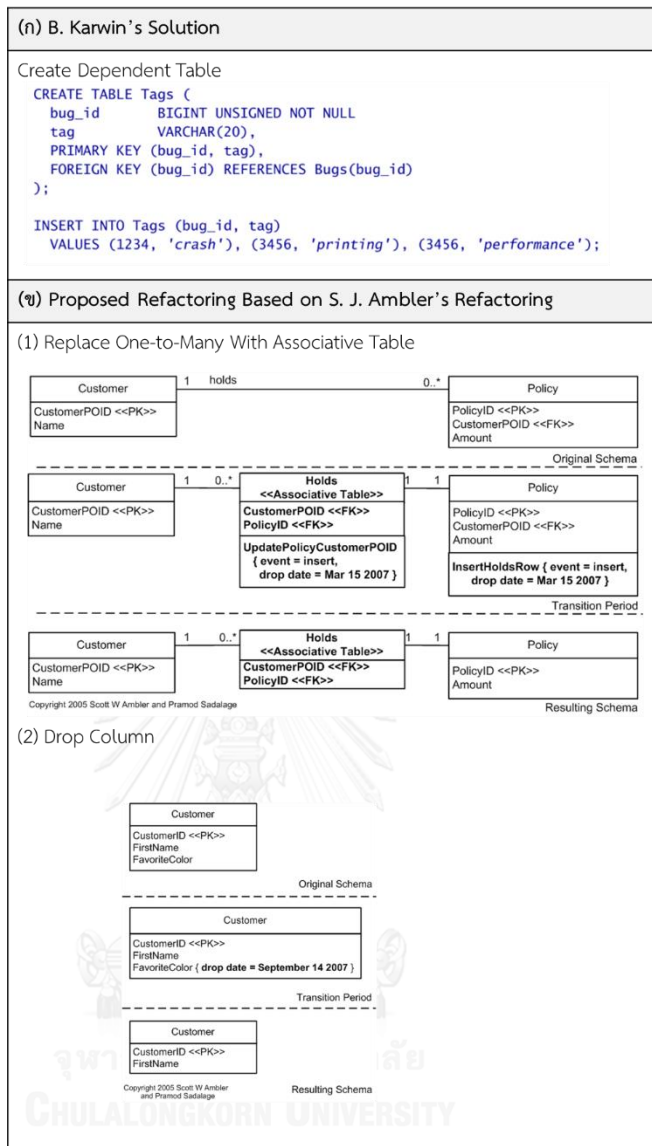 (ก) B. Karwin's Solution
Create Dependent Table
CREATE TABLE Tags (
bug_id BIGINT UNSIGNED NOT NULL
tag VARCHAR(20),
PRIMARY KEY (bug_id, tag),
FOREIGN KEY (bug_id) REFERENCES Bugs(bug_id)
);
INSERT INTO Tags (bug_id, tag)
VALUES (1234, 'crash'), (3456, 'printing'), (3456, 'performance');
(ข) Proposed Refactoring Based on S. J. Ambler's Refactoring
(1) Replace One-to-Many With Associative Table
Customer
CustomerPOID <<PK>>
Name
1 holds 0..*
Policy
PolicyID <<PK>>
CustomerPOID <<FK>>
Amount
Original Schema
Customer
CustomerPOID <<PK>>
Name
1 0..*
Holds
<<Associative Table>>
CustomerPOID <<FK>>
PolicyID <<FK>>
UpdatePolicyCustomerPOID
{ event = insert,
drop date = Mar 15 2007 }
1 1
Policy
PolicyID <<PK>>
CustomerPOID <<FK>>
Amount
InsertHoldsRow { event = insert,
drop date = Mar 15 2007 }
Transition Period
Customer
CustomerPOID <<PK>>
Name
1 0..*
Holds
<<Associative Table>>
CustomerPOID <<FK>>
PolicyID <<FK>>
1 1
Policy
PolicyID <<PK>>
Amount
Copyright 2005 Scott W Ambler and Pramod Sadalage
Resulting Schema
(2) Drop Column
Customer
CustomerID <<PK>>
FirstName
FavoriteColor
Original Schema
Customer
CustomerID <<PK>>
FirstName
FavoriteColor { drop date = September 14 2007 }
Transition Period
Customer
CustomerID <<PK>>
FirstName
Copyright 2005 Scott W Ambler
and Pramod Sadalage
Resulting Schema
CHULALONGKORN UNIVERSITY